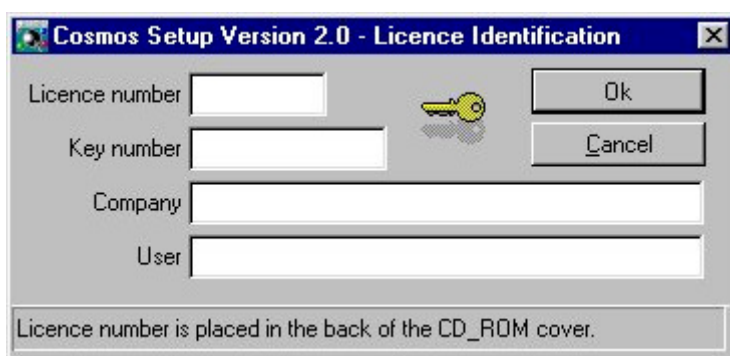 Cosmos Setup Version 2.0 - Licence Identification
Licence number
Ok
Key number
Cancel
Company
User
Licence number is placed in the back of the CD_ROM cover.